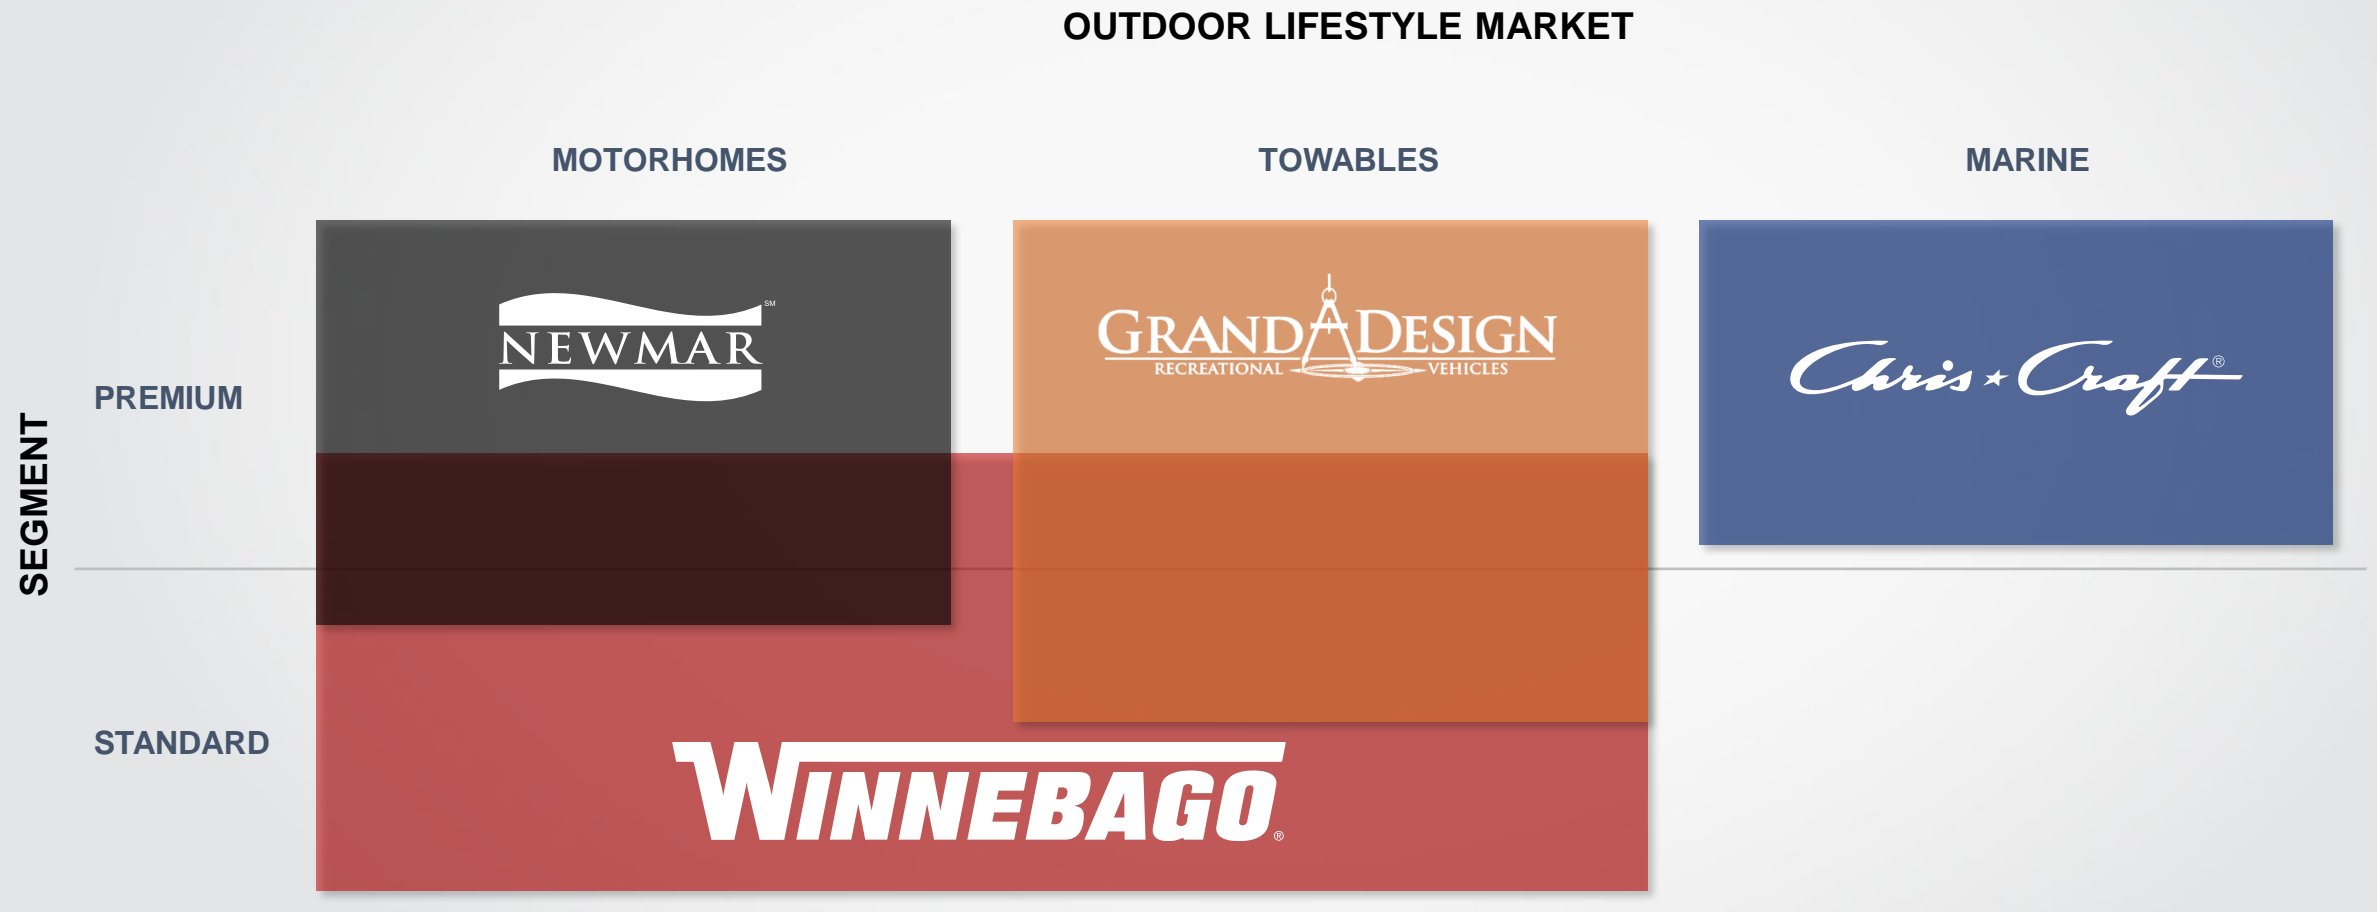 OUTDOOR LIFESTYLE MARKET
MOTORHOMES
TOWABLES
MARINE
SEGMENT
PREMIUM
NEWMAR SM
GRAND DESIGN
RECREATIONAL VEHICLES
Chris★Craft®
STANDARD
WINNEBAGO®